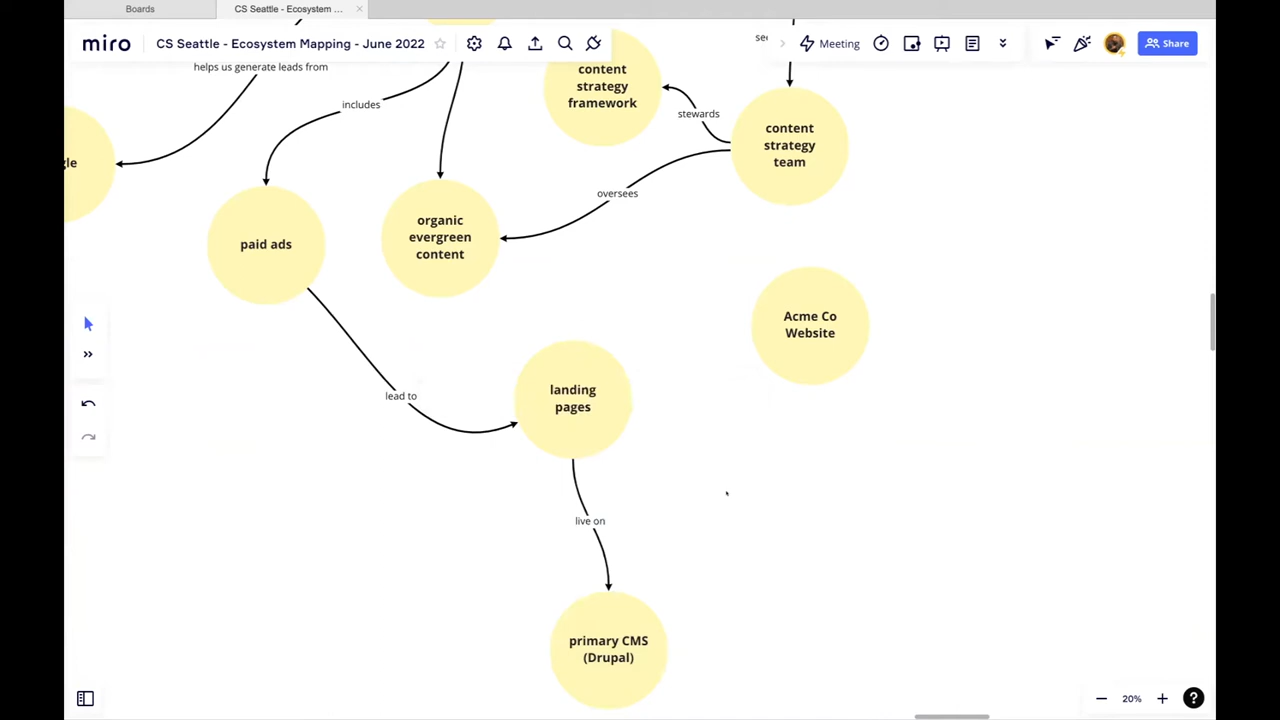 Boards
CS Seattle - Ecosystem ...
miro
CS Seattle - Ecosystem Mapping - June 2022
Meeting
Share
helps us generate leads from
includes
content
strategy
framework
stewards
content
strategy
team
gle
oversees
paid ads
organic
evergreen
content
Acme Co
Website
lead to
landing
pages
live on
primary CMS
(Drupal)
20%